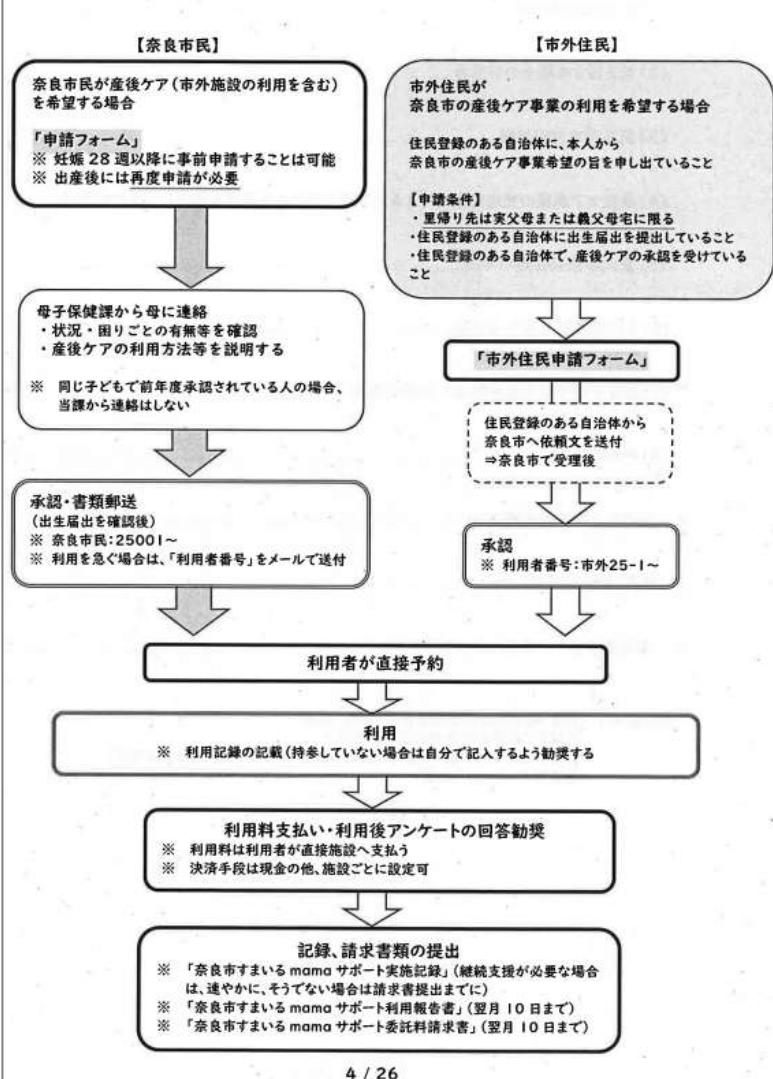 【奈良市民】
奈良市民が産後ケア（市外施設の利用を含む）
を希望する場合
「申請フォーム」
※ 妊娠 28 週以降に事前申請することは可能
※ 出産後には再度申請が必要
母子保健課から母に連絡
・状況・困りごとの有無等を確認
・産後ケアの利用方法等を説明する
※ 同じ子どもで前年度承認されている人の場合、
当課から連絡はしない
承認・書類郵送
（出生届出を確認後）
※ 奈良市民：25001～
※ 利用を急ぐ場合は、「利用者番号」をメールで送付
【市外住民】
市外住民が
奈良市の産後ケア事業の利用を希望する場合
住民登録のある自治体に、本人から
奈良市の産後ケア事業希望の旨を申し出ていること
【申請条件】
・里帰り先は実父母または義父母宅に限る
・住民登録のある自治体に出生届出を提出していること
・住民登録のある自治体で、産後ケアの承認を受けている
こと
「市外住民申請フォーム」
住民登録のある自治体から
奈良市へ依頼文を送付
⇒奈良市で受理後
承認
※ 利用者番号：市外25-1～
利用者が直接予約
利用
※ 利用記録の記載（持参していない場合は自分で記入するよう勧奨する
利用料支払い・利用後アンケートの回答勧奨
※ 利用料は利用者が直接施設へ支払う
※ 決済手段は現金の他、施設ごとに設定可
記録、請求書類の提出
※ 「奈良市すまいる mama サポート実施記録」（継続支援が必要な場合
は、速やかに、そうでない場合は請求書提出までに）
※ 「奈良市すまいる mama サポート利用報告書」（翌月 10 日まで）
※ 「奈良市すまいる mama サポート委託料請求書」（翌月 10 日まで）
4 / 26